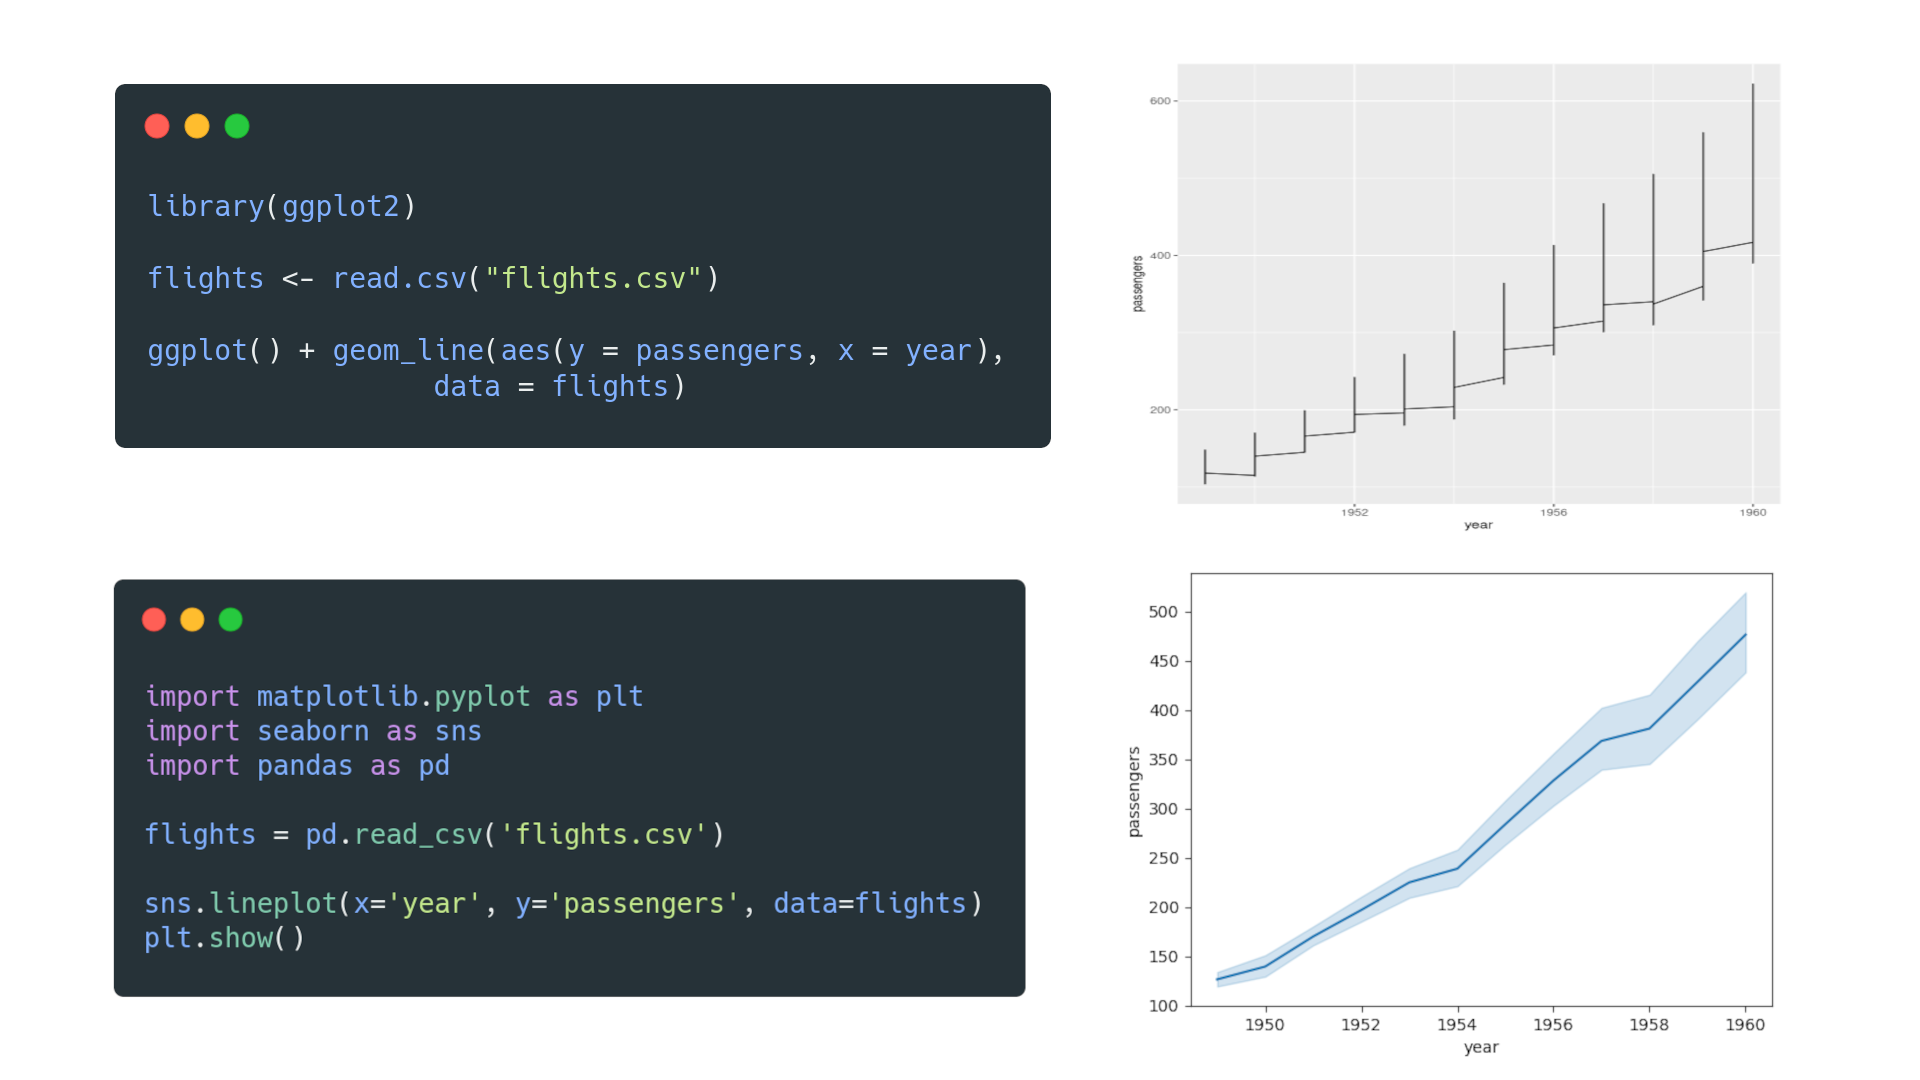 library(ggplot2)
flights <- read.csv("flights.csv")
ggplot() + geom_line(aes(y = passengers, x = year),
data = flights)
600
400
200
passengers
1952 1956 1960
year
import matplotlib.pyplot as plt
import seaborn as sns
import pandas as pd
flights = pd.read_csv('flights.csv')
sns.lineplot(x='year', y='passengers', data=flights)
plt.show()
500
450
400
350
300
250
200
150
100
passengers
1950 1952 1954 1956 1958 1960
year